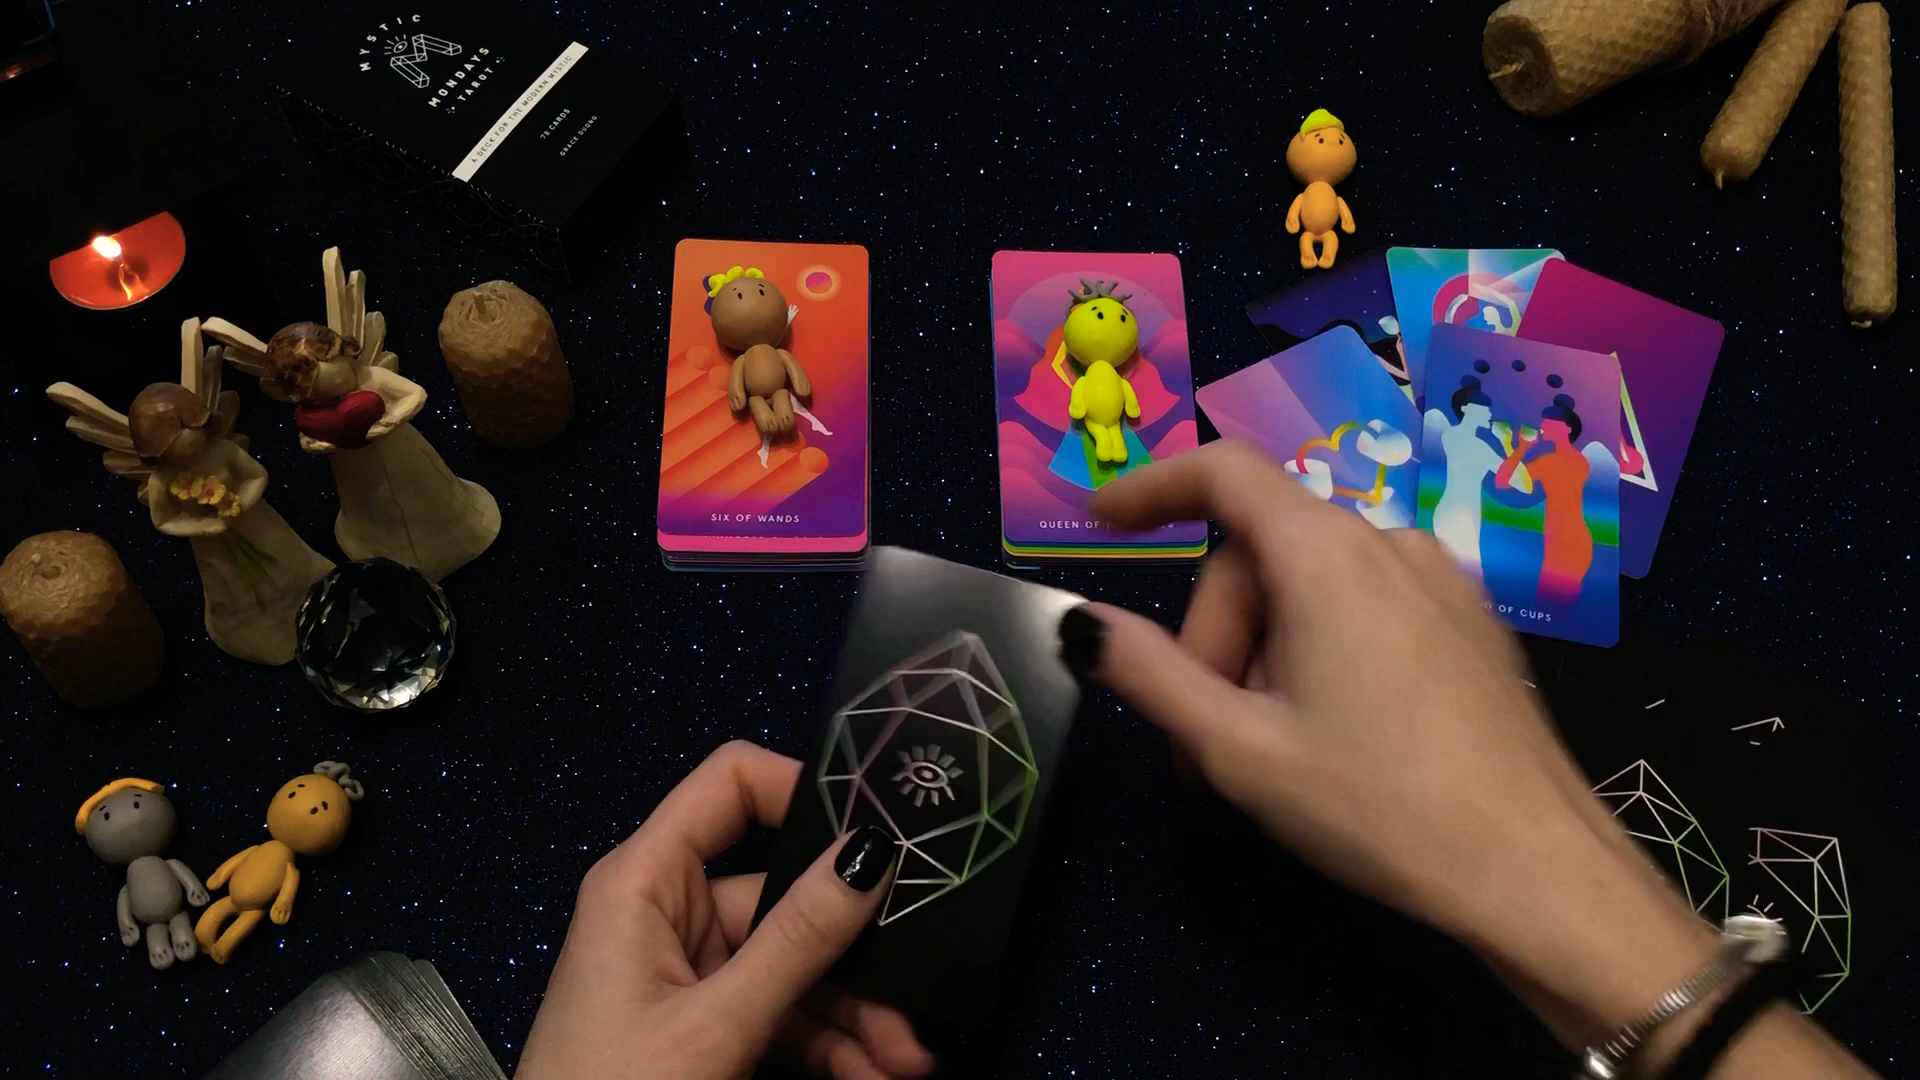 MYSTIC
MONDAYS
TAROT
A DECK FOR THE MODERN MYSTIC
78 CARDS
GRACE DUONG
SIX OF WANDS
QUEEN OF
OF CUPS